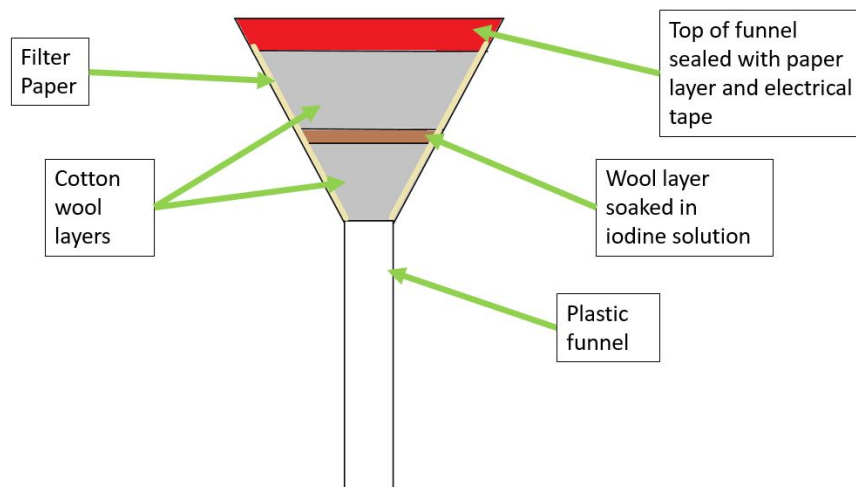 Filter
Paper
Top of funnel
sealed with paper
layer and electrical
tape
Cotton
wool
layers
Wool layer
soaked in
iodine solution
Plastic
funnel